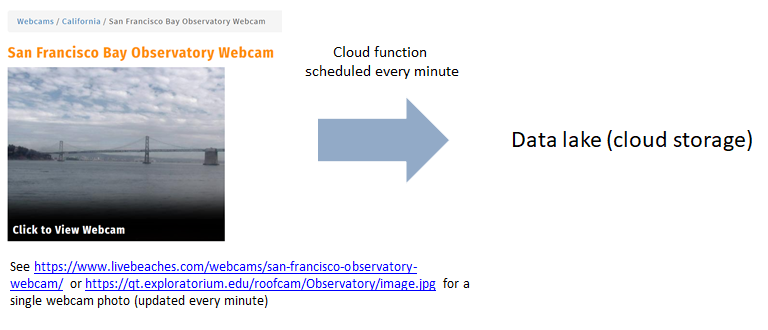 Webcams / California / San Francisco Bay Observatory Webcam
San Francisco Bay Observatory Webcam
Click to View Webcam
Cloud function
scheduled every minute
Data lake (cloud storage)
See https://www.livebeaches.com/webcams/san-francisco-observatory-
webcam/ or https://qt.exploratorium.edu/roofcam/Observatory/image.jpg for a
single webcam photo (updated every minute)